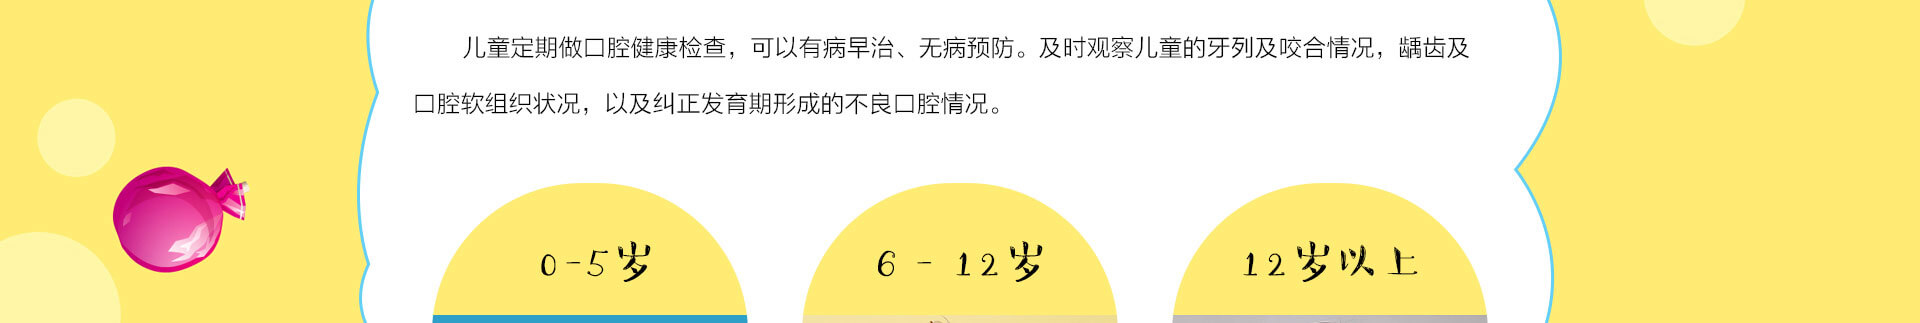 儿童定期做口腔健康检查，可以有病早治、无病预防。及时观察儿童的牙列及咬合情况，龋齿及
口腔软组织状况，以及纠正发育期形成的不良口腔情况。
0-5岁
6 - 12岁
12岁以上